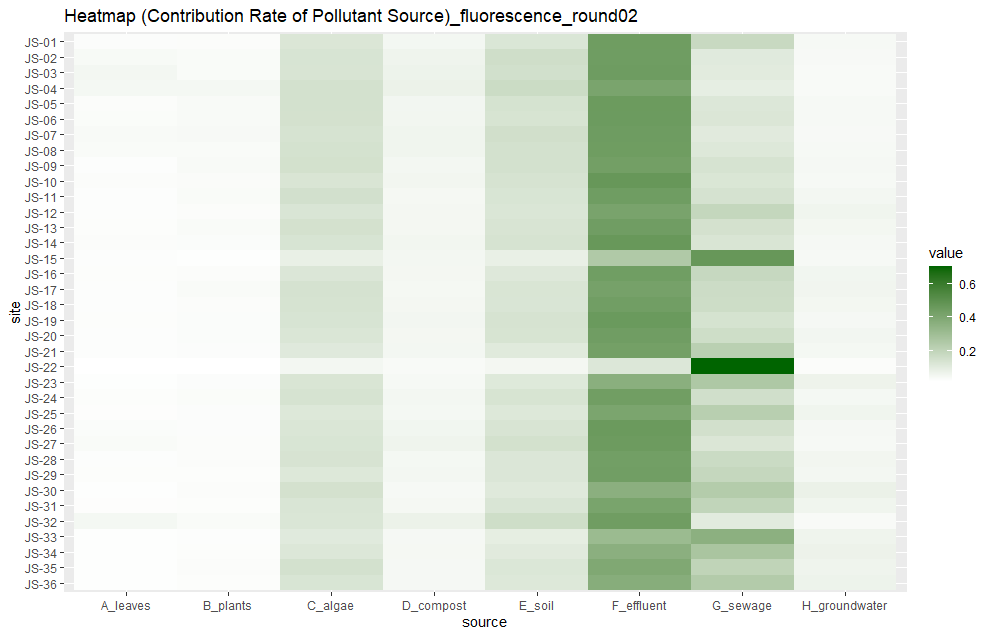 Heatmap (Contribution Rate of Pollutant Source)_fluorescence_round02
JS-01
JS-02
JS-03
JS-04
JS-05
JS-06
JS-07
JS-08
JS-09
JS-10
JS-11
JS-12
JS-13
JS-14
JS-15
JS-16
JS-17
JS-18
JS-19
JS-20
JS-21
JS-22
JS-23
JS-24
JS-25
JS-26
JS-27
JS-28
JS-29
JS-30
JS-31
JS-32
JS-33
JS-34
JS-35
JS-36
site
A_leaves B_plants C_algae D_compost E_soil F_effluent G_sewage H_groundwater
source
value
0.6
0.4
0.2